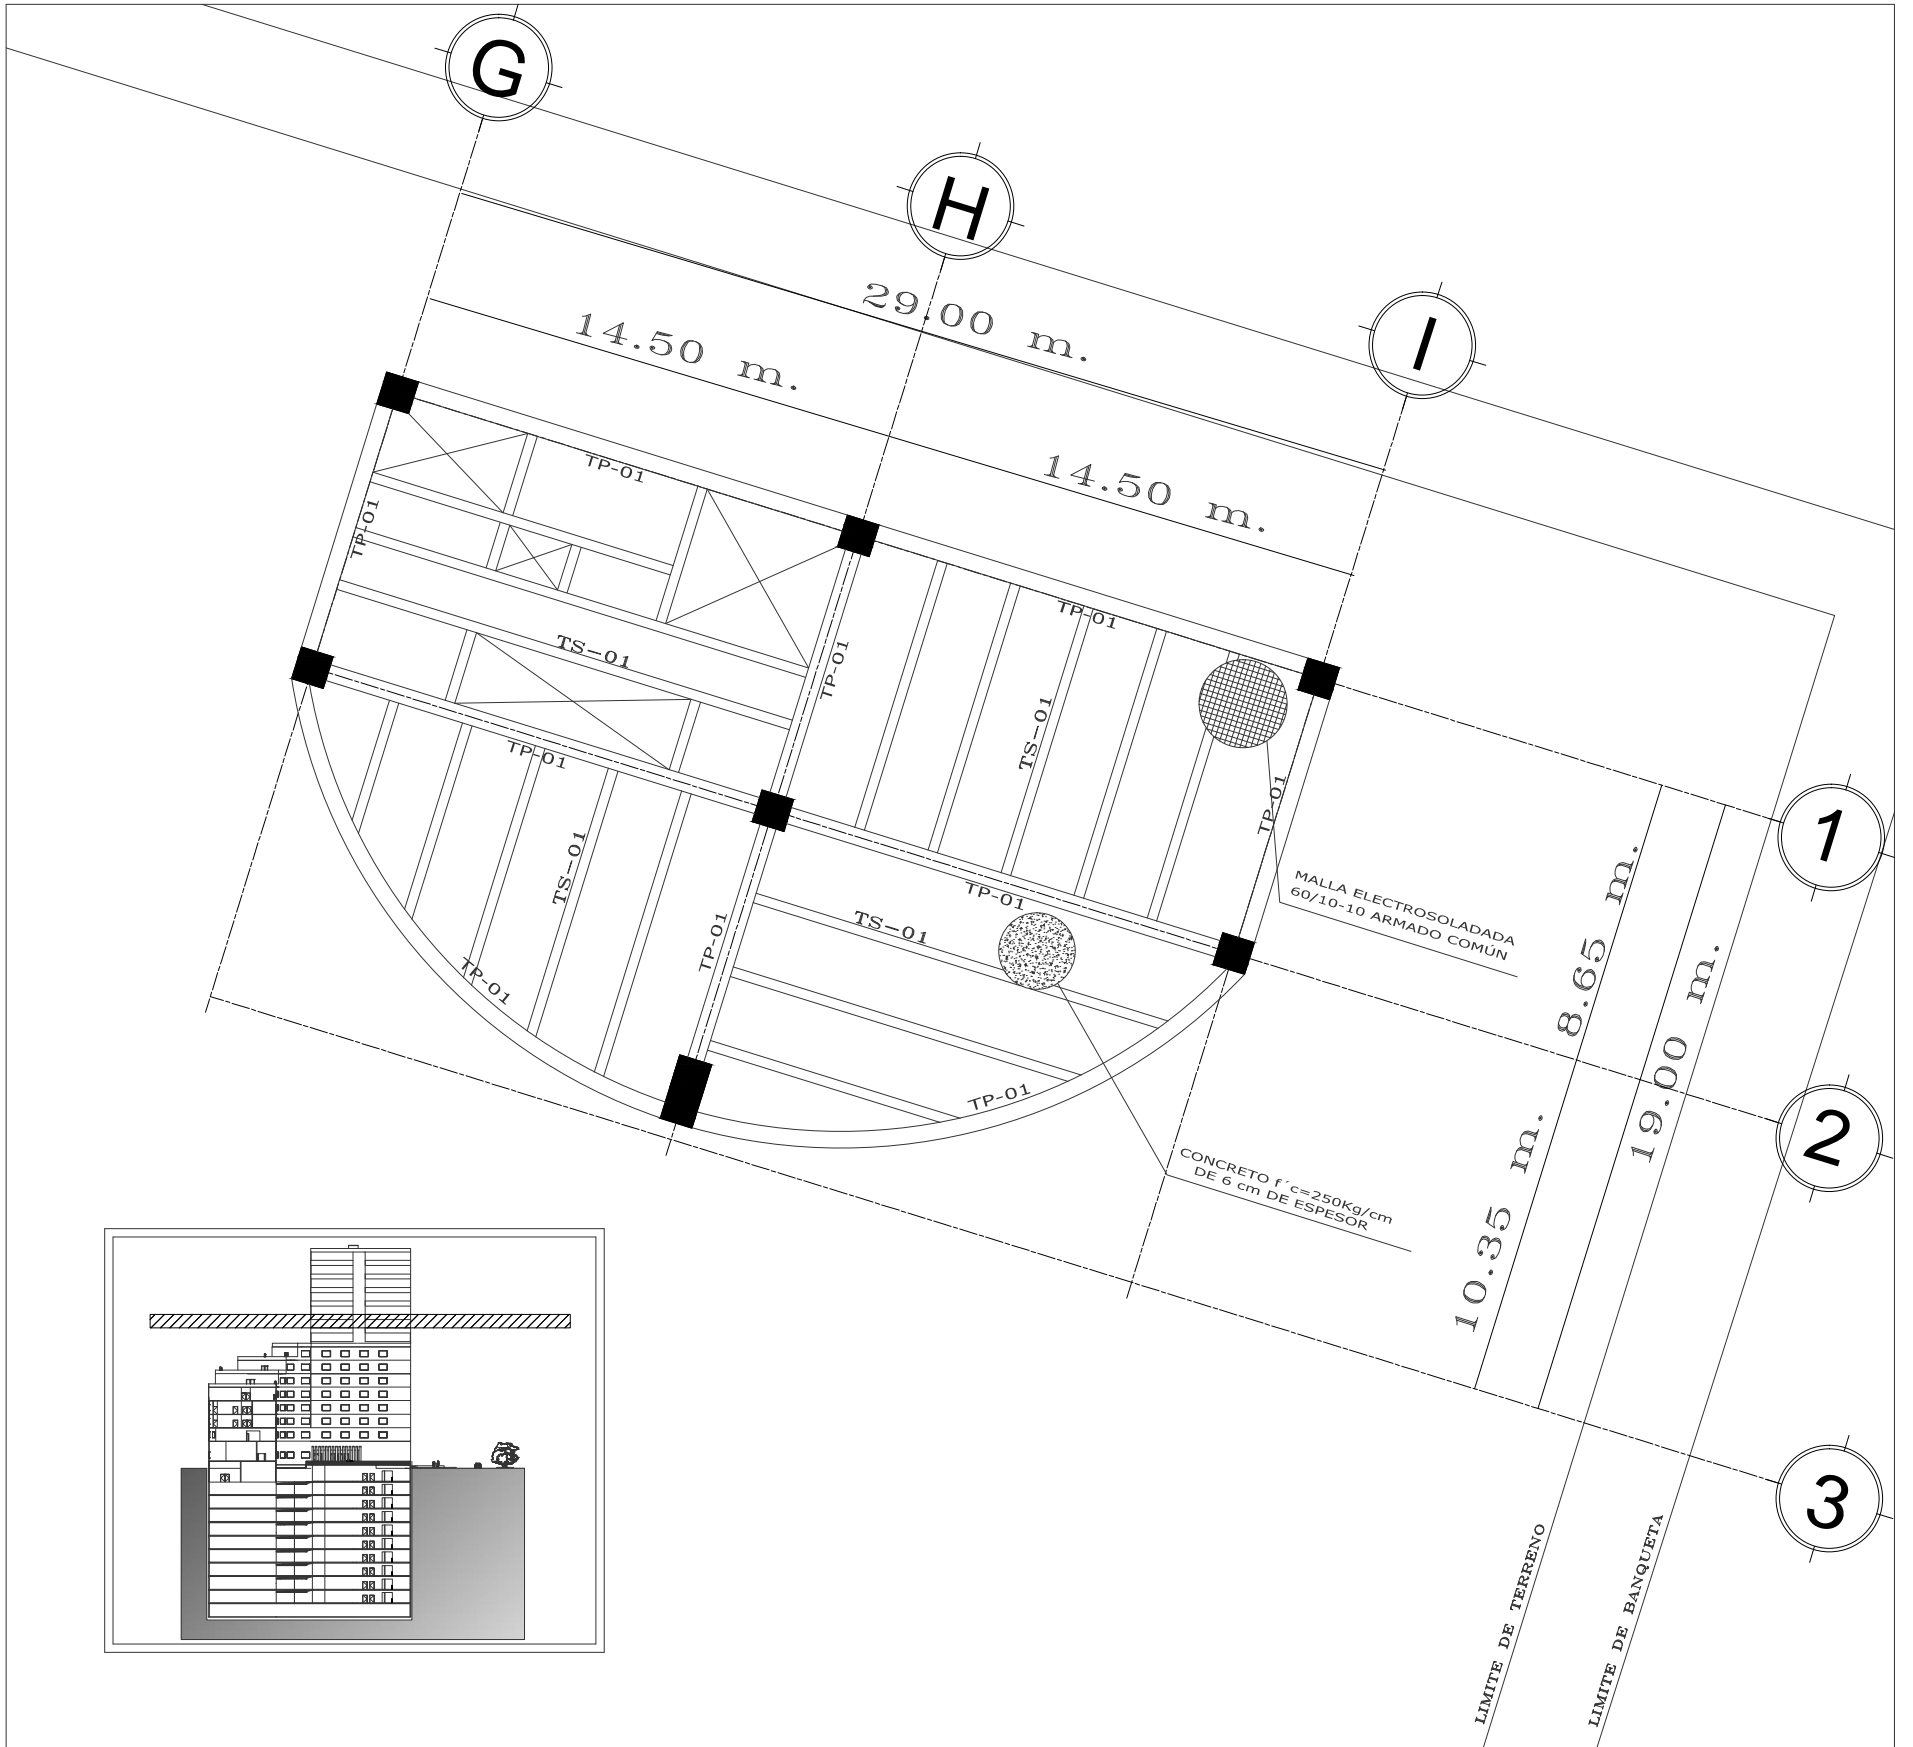 G
H
I
29.00 m.
14.50 m.
14.50 m.
TP-01
TP-01
TP-01
TP-01
TS-01
TS-01
TP-01
TP-01
1
MALLA ELECTROSOLADADA
60/10-10 ARMADO COMÚN
8.65 m.
TS-01
TP-01
TS-01
TP-01
TP-01
19.00 m.
2
TP-01
CONCRETO f´c=250Kg/cm
DE 6 cm DE ESPESOR
10.35 m.
3
LIMITE DE TERRENO
LIMITE DE BANQUETA